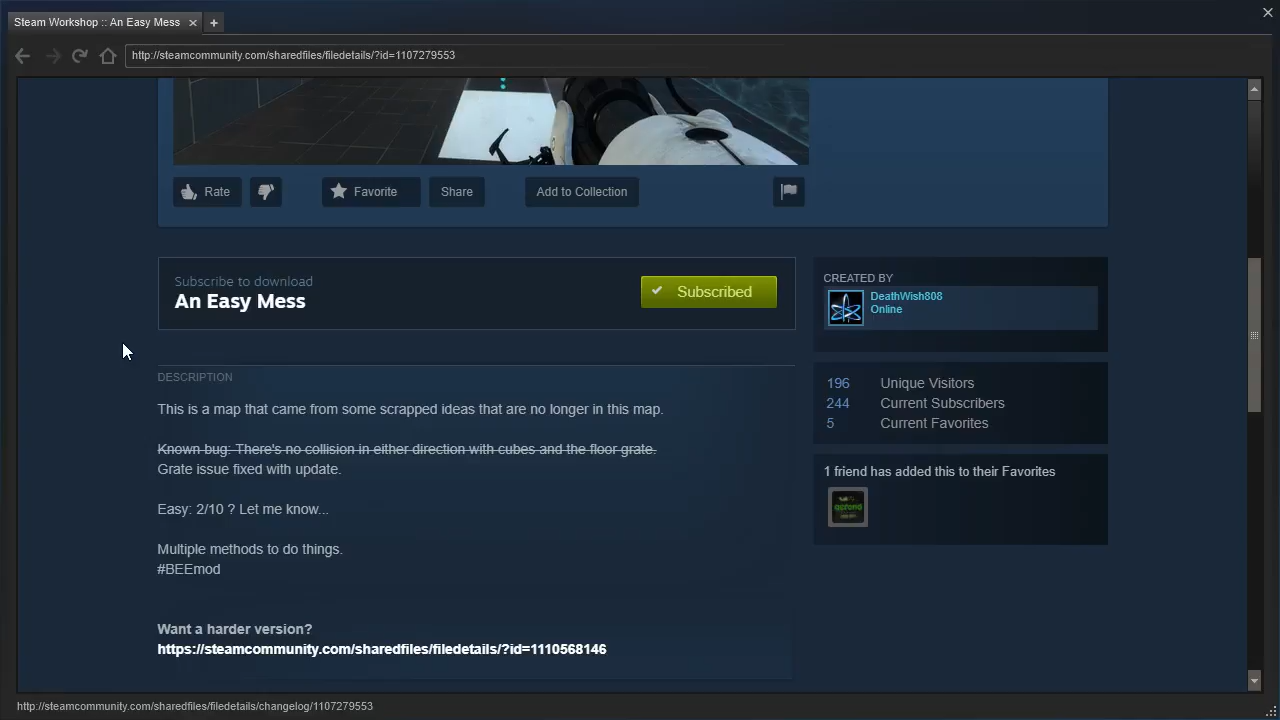 Steam Workshop :: An Easy Mess
http://steamcommunity.com/sharedfiles/filedetails/?id=1107279553
Rate
Favorite
Share
Add to Collection
Subscribe to download
An Easy Mess
Subscribed
CREATED BY
DeathWish808
Online
DESCRIPTION
This is a map that came from some scrapped ideas that are no longer in this map.
Known bug: There's no collision in either direction with cubes and the floor grate.
Grate issue fixed with update.
Easy: 2/10 ? Let me know...
Multiple methods to do things.
#BEEmod
Want a harder version?
https://steamcommunity.com/sharedfiles/filedetails/?id=1110568146
196 Unique Visitors
244 Current Subscribers
5 Current Favorites
1 friend has added this to their Favorites
http://steamcommunity.com/sharedfiles/filedetails/changelog/1107279553